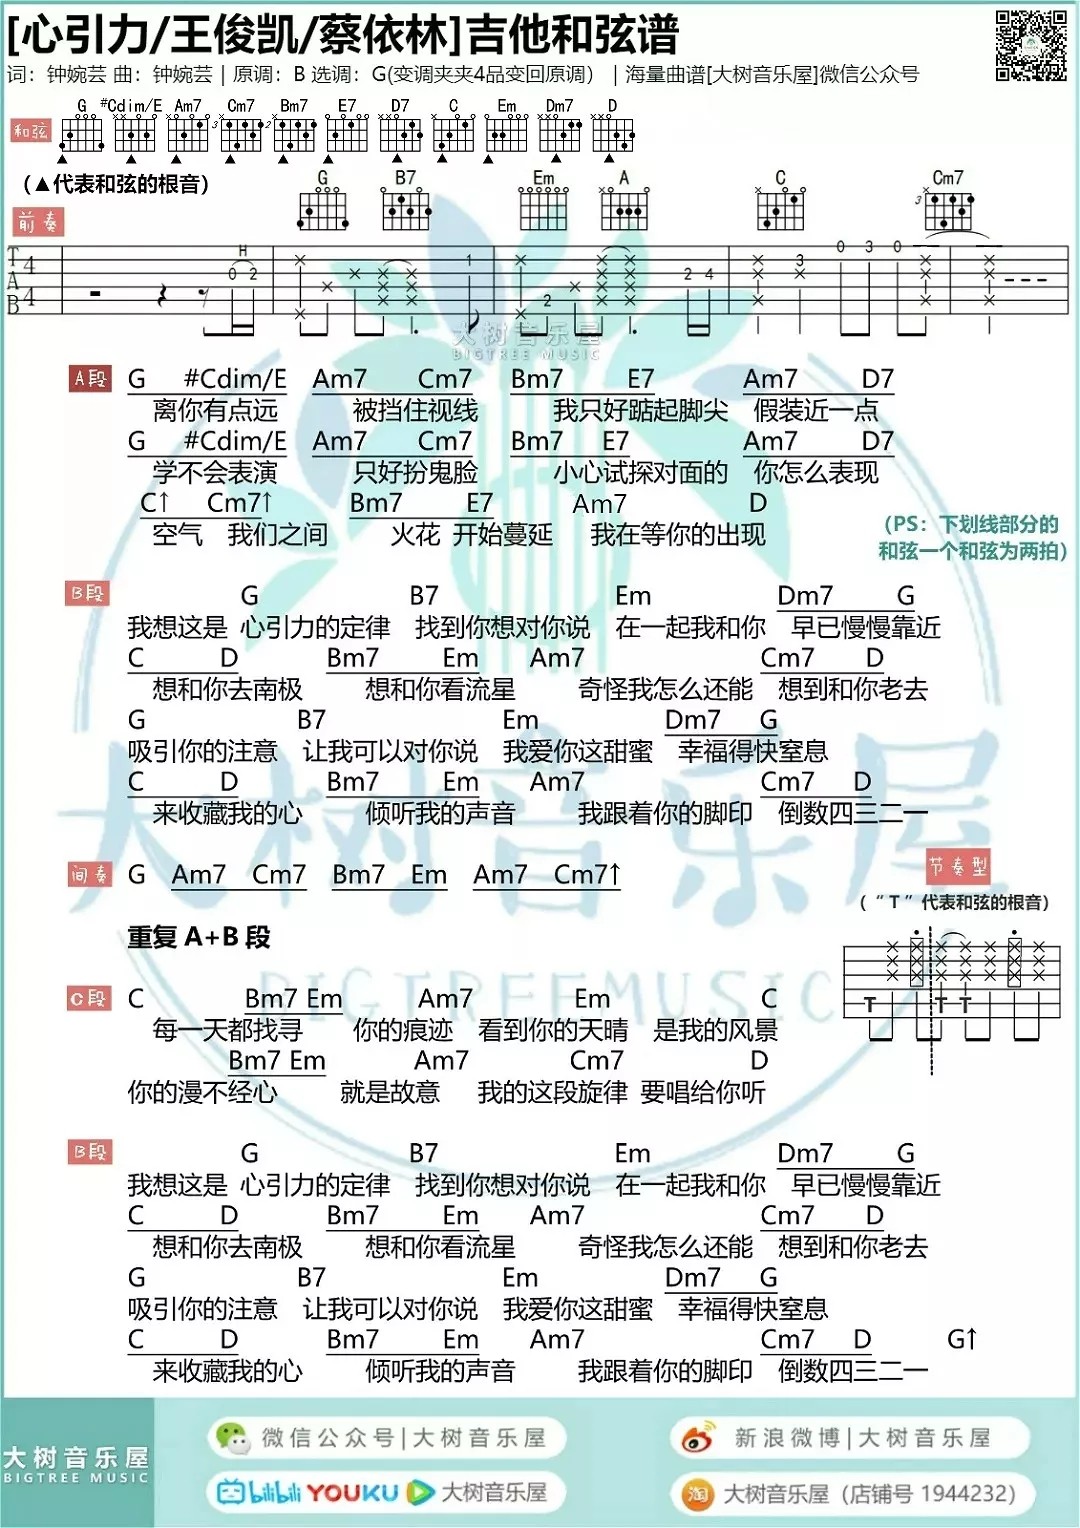 [心引力/王俊凯/蔡依林]吉他和弦谱
词：钟婉芸 曲：钟婉芸 | 原调：B 选调：G(变调夹夹4品变回原调） | 海量曲谱[大树音乐屋]微信公众号
G #Cdim/E Am7 Cm7 Bm7 E7 D7 C Em Dm7 D
和弦
3 2
(▲代表和弦的根音)
G B7 Em A C Cm7
前奏
3
H 0 3 0
T 4 0 2 1 3
A 4 2 4
B 2
大树音乐屋
BIGTREE MUSIC
A段 G #Cdim/E Am7 Cm7 Bm7 E7 Am7 D7
离你有点远 被挡住视线 我只好踮起脚尖 假装近一点
G #Cdim/E Am7 Cm7 Bm7 E7 Am7 D7
学不会表演 只好扮鬼脸 小心试探对面的 你怎么表现
C↑ Cm7↑ Bm7 E7 Am7 D
空气 我们之间 火花 开始蔓延 我在等你的出现
(PS：下划线部分的
和弦一个和弦为两拍)
B段 G B7 Em Dm7 G
我想这是 心引力的定律 找到你想对你说 在一起我和你 早已慢慢靠近
C D Bm7 Em Am7 Cm7 D
想和你去南极 想和你看流星 奇怪我怎么还能 想到和你老去
G B7 Em Dm7 G
吸引你的注意 让我可以对你说 我爱你这甜蜜 幸福得快窒息
C D Bm7 Em Am7 Cm7 D
来收藏我的心 倾听我的声音 我跟着你的脚印 倒数四三二一
大树音乐屋
间奏 G Am7 Cm7 Bm7 Em Am7 Cm7↑
节奏型
(“T”代表和弦的根音)
重复 A+B 段
BIGTREEMUSIC
T T T
C段 C Bm7 Em Am7 Em C
每一天都找寻 你的痕迹 看到你的天晴 是我的风景
Bm7 Em Am7 Cm7 D
你的漫不经心 就是故意 我的这段旋律 要唱给你听
B段 G B7 Em Dm7 G
我想这是 心引力的定律 找到你想对你说 在一起我和你 早已慢慢靠近
C D Bm7 Em Am7 Cm7 D
想和你去南极 想和你看流星 奇怪我怎么还能 想到和你老去
G B7 Em Dm7 G
吸引你的注意 让我可以对你说 我爱你这甜蜜 幸福得快窒息
C D Bm7 Em Am7 Cm7 D G↑
来收藏我的心 倾听我的声音 我跟着你的脚印 倒数四三二一
大树音乐屋
BIGTREE MUSIC
微信公众号|大树音乐屋
新浪微博|大树音乐屋
bilibili YOUKU 大树音乐屋
淘 大树音乐屋（店铺号 1944232）